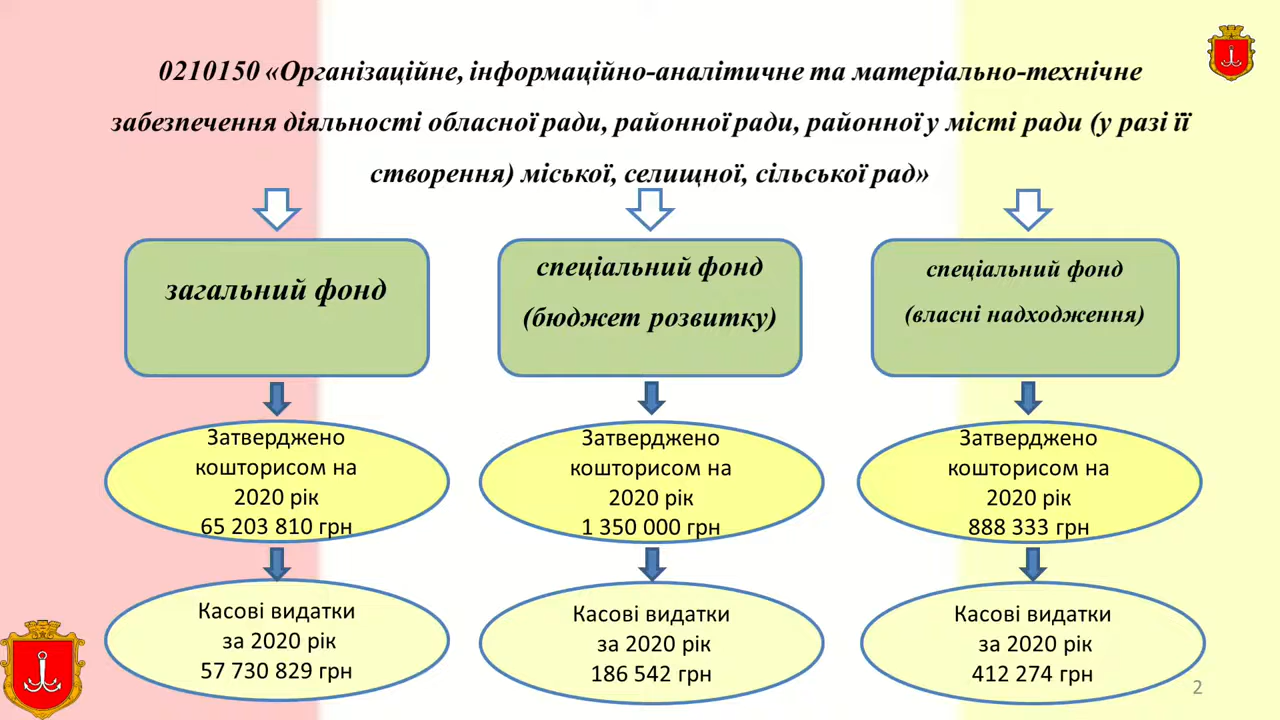 0210150 «Організаційне, інформаційно-аналітичне та матеріально-технічне
забезпечення діяльності обласної ради, районної ради, районної у місті ради (у разі її
створення) міської, селищної, сільської рад»
загальний фонд
спеціальний фонд
(бюджет розвитку)
спеціальний фонд
(власні надходження)
Затверджено
кошторисом на
2020 рік
65 203 810 грн
Затверджено
кошторисом на
2020 рік
1 350 000 грн
Затверджено
кошторисом на
2020 рік
888 333 грн
Касові видатки
за 2020 рік
57 730 829 грн
Касові видатки
за 2020 рік
186 542 грн
Касові видатки
за 2020 рік
412 274 грн
2